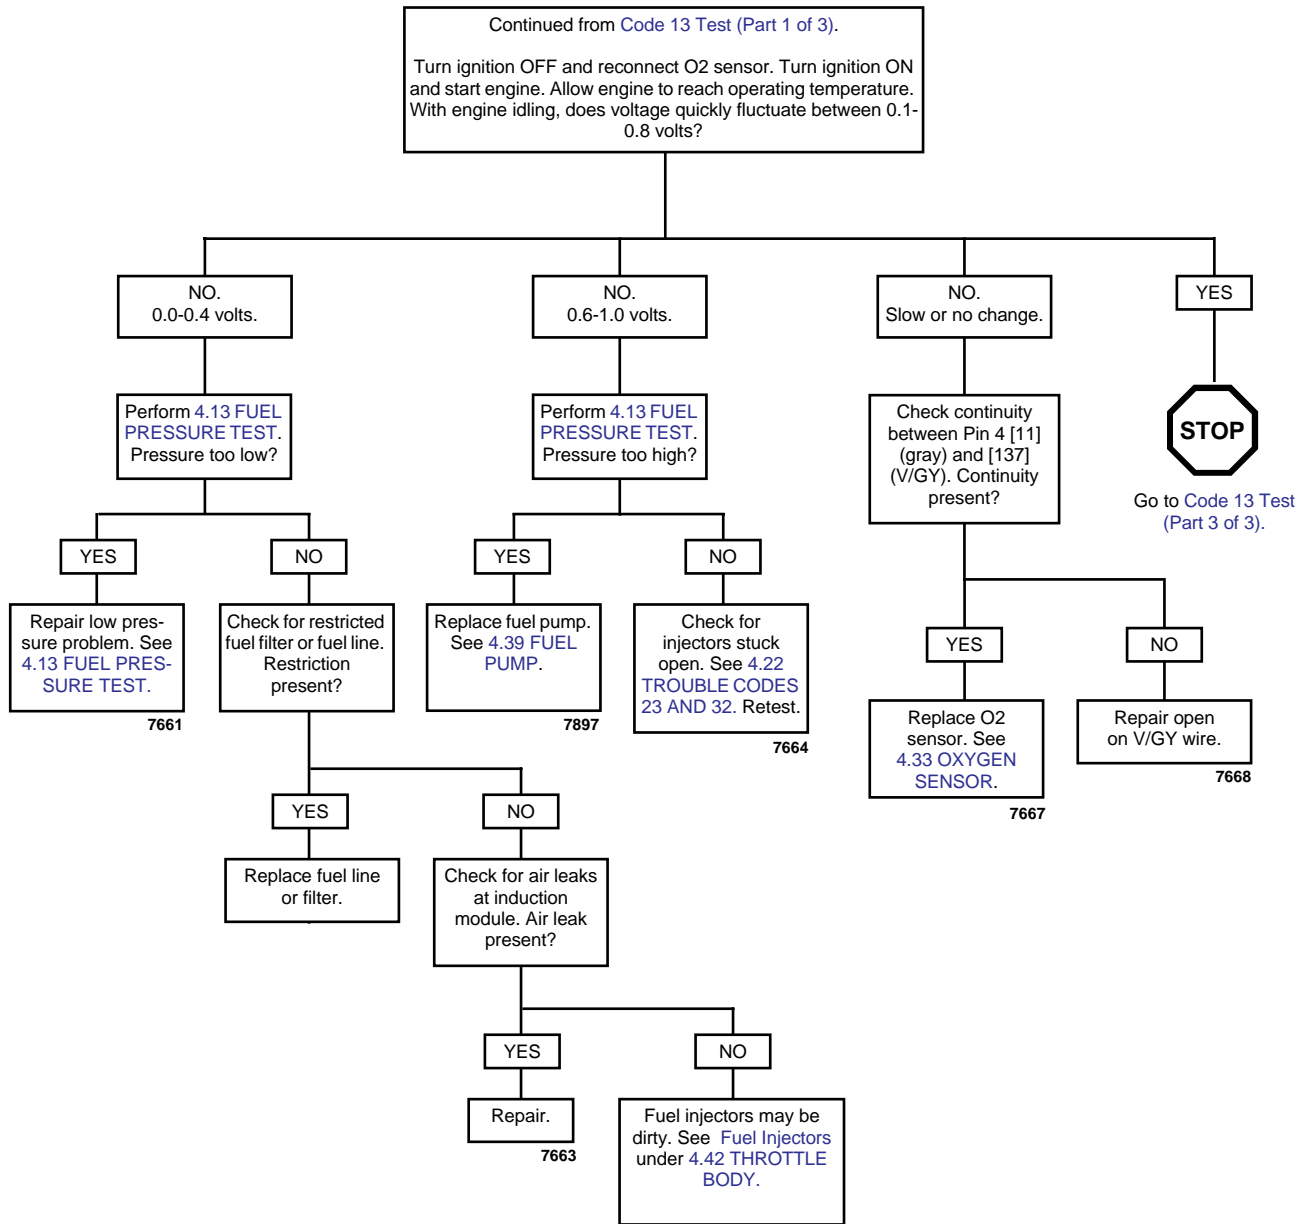 Continued from Code 13 Test (Part 1 of 3).
Turn ignition OFF and reconnect O2 sensor. Turn ignition ON
and start engine. Allow engine to reach operating temperature.
With engine idling, does voltage quickly fluctuate between 0.1-
0.8 volts?
NO.
0.0-0.4 volts.
NO.
0.6-1.0 volts.
NO.
Slow or no change.
YES
Perform 4.13 FUEL
PRESSURE TEST.
Pressure too low?
Perform 4.13 FUEL
PRESSURE TEST.
Pressure too high?
Check continuity
between Pin 4 [11]
(gray) and [137]
(V/GY). Continuity
present?
STOP
Go to Code 13 Test
(Part 3 of 3).
YES
NO
YES
NO
Repair low pres-
sure problem. See
4.13 FUEL PRES-
SURE TEST.
7661
Check for restricted
fuel filter or fuel line.
Restriction
present?
Replace fuel pump.
See 4.39 FUEL
PUMP.
7897
Check for
injectors stuck
open. See 4.22
TROUBLE CODES
23 AND 32. Retest.
7664
YES
NO
Replace O2
sensor. See
4.33 OXYGEN
SENSOR.
7667
Repair open
on V/GY wire.
7668
YES
NO
Replace fuel line
or filter.
Check for air leaks
at induction
module. Air leak
present?
YES
NO
Repair.
7663
Fuel injectors may be
dirty. See Fuel Injectors
under 4.42 THROTTLE
BODY.